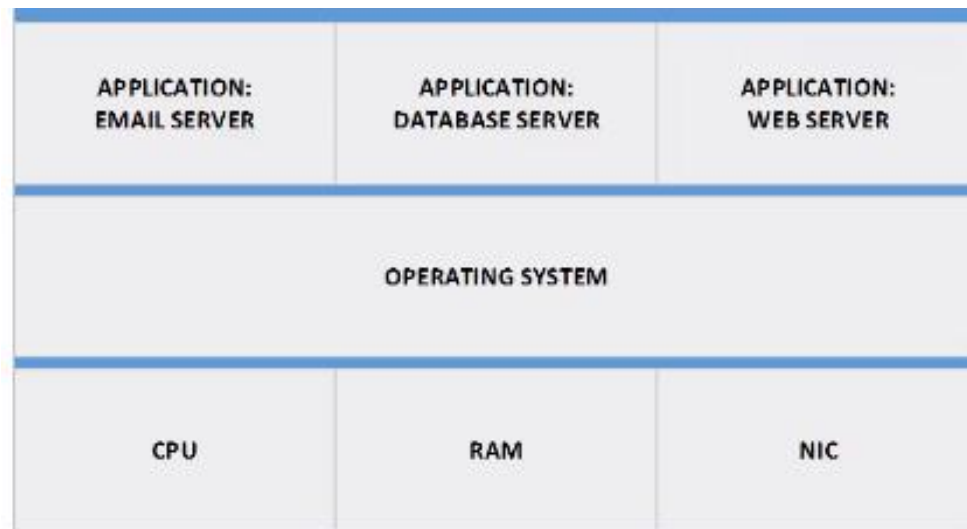 APPLICATION:
EMAIL SERVER
APPLICATION:
DATABASE SERVER
APPLICATION:
WEB SERVER
OPERATING SYSTEM
CPU
RAM
NIC